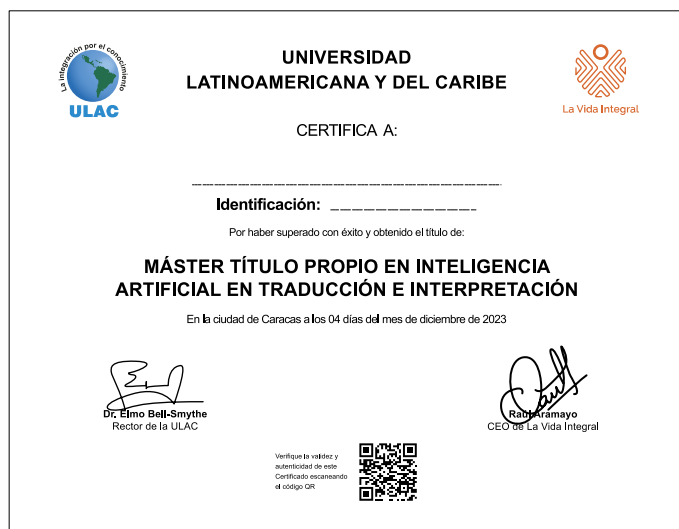 La integración por el conocimiento
ULAC
UNIVERSIDAD
LATINOAMERICANA Y DEL CARIBE
La Vida Integral
CERTIFICA A:
Identificación:
Por haber superado con éxito y obtenido el título de:
MÁSTER TÍTULO PROPIO EN INTELIGENCIA
ARTIFICIAL EN TRADUCCIÓN E INTERPRETACIÓN
En la ciudad de Caracas a los 04 días del mes de diciembre de 2023
Dr. Elmo Bell-Smythe
Rector de la ULAC
Raul Aramayo
CEO de La Vida Integral
Verifique la validez y
autenticidad de este
Certificado escaneando
el código QR